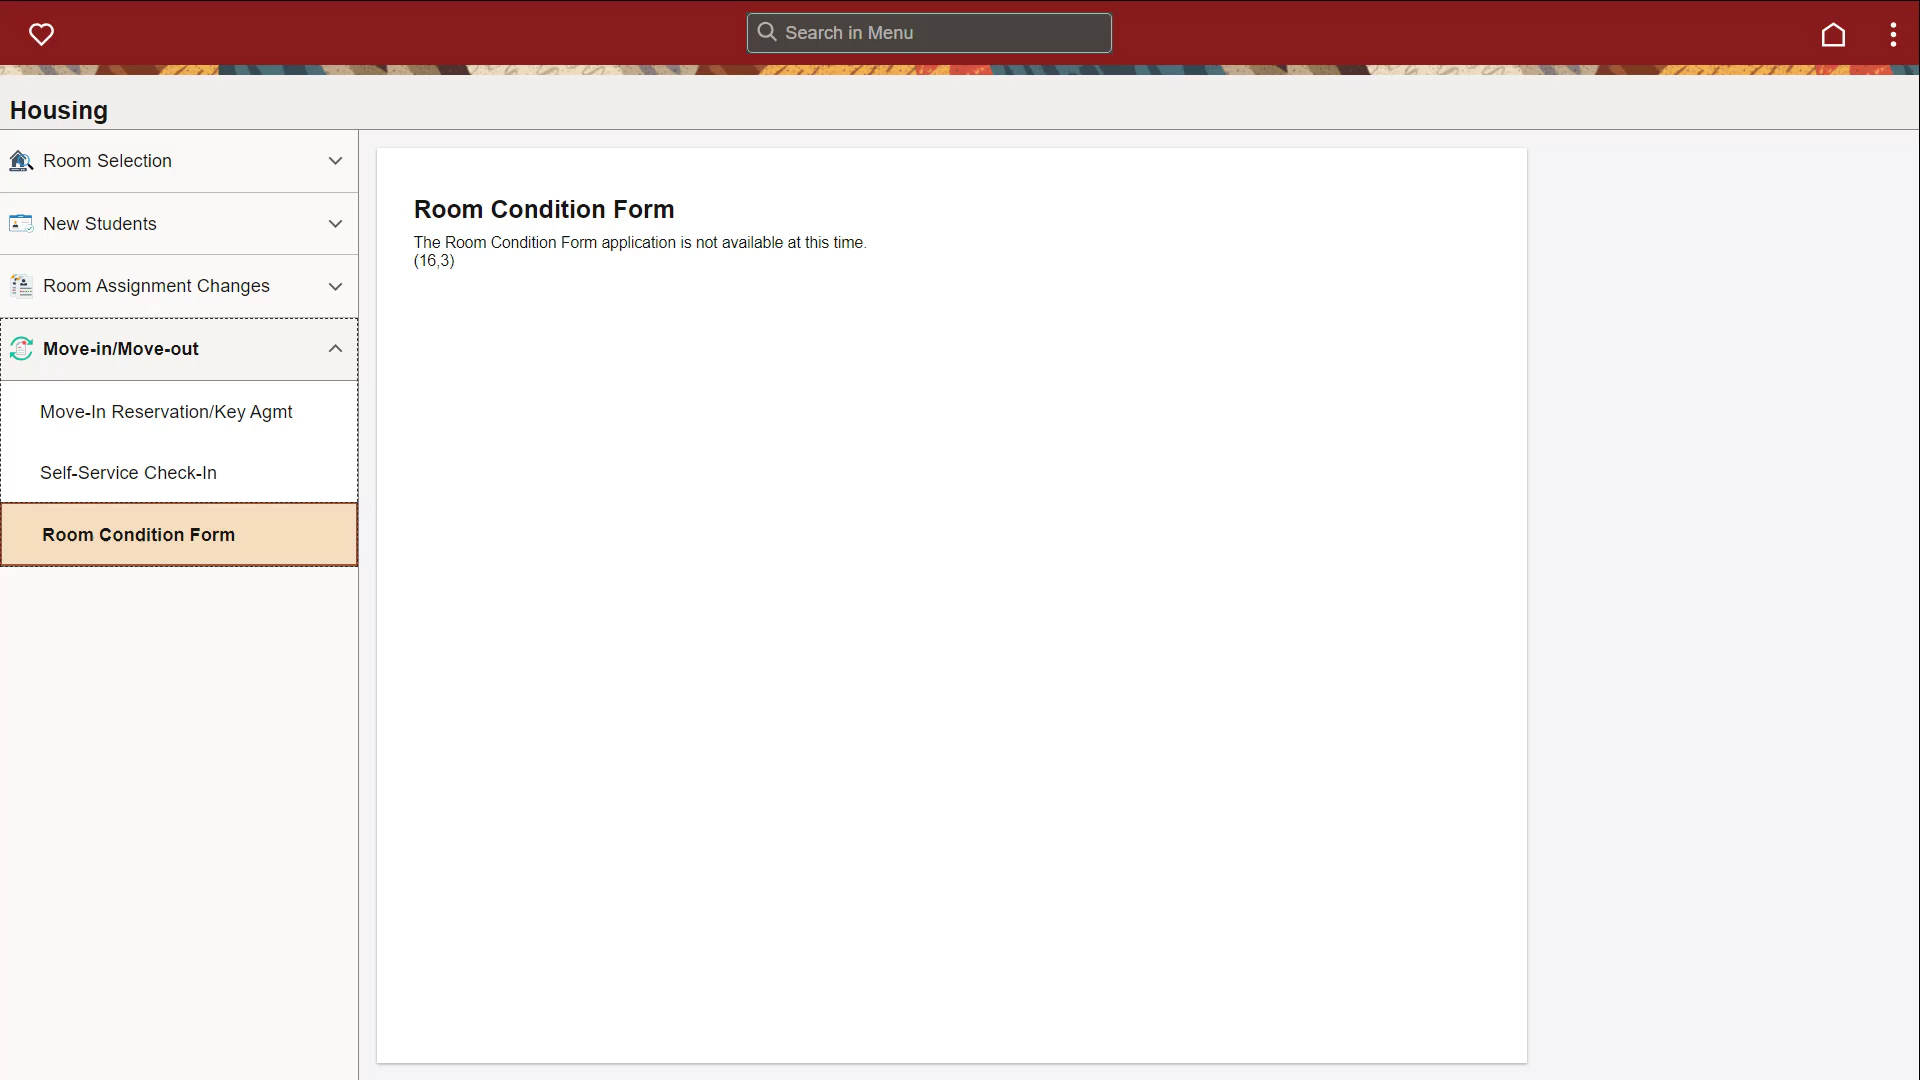 Search in Menu
Housing
Room Selection
New Students
Room Assignment Changes
Move-in/Move-out
Move-In Reservation/Key Agmt
Self-Service Check-In
Room Condition Form
Room Condition Form
The Room Condition Form application is not available at this time.
(16,3)